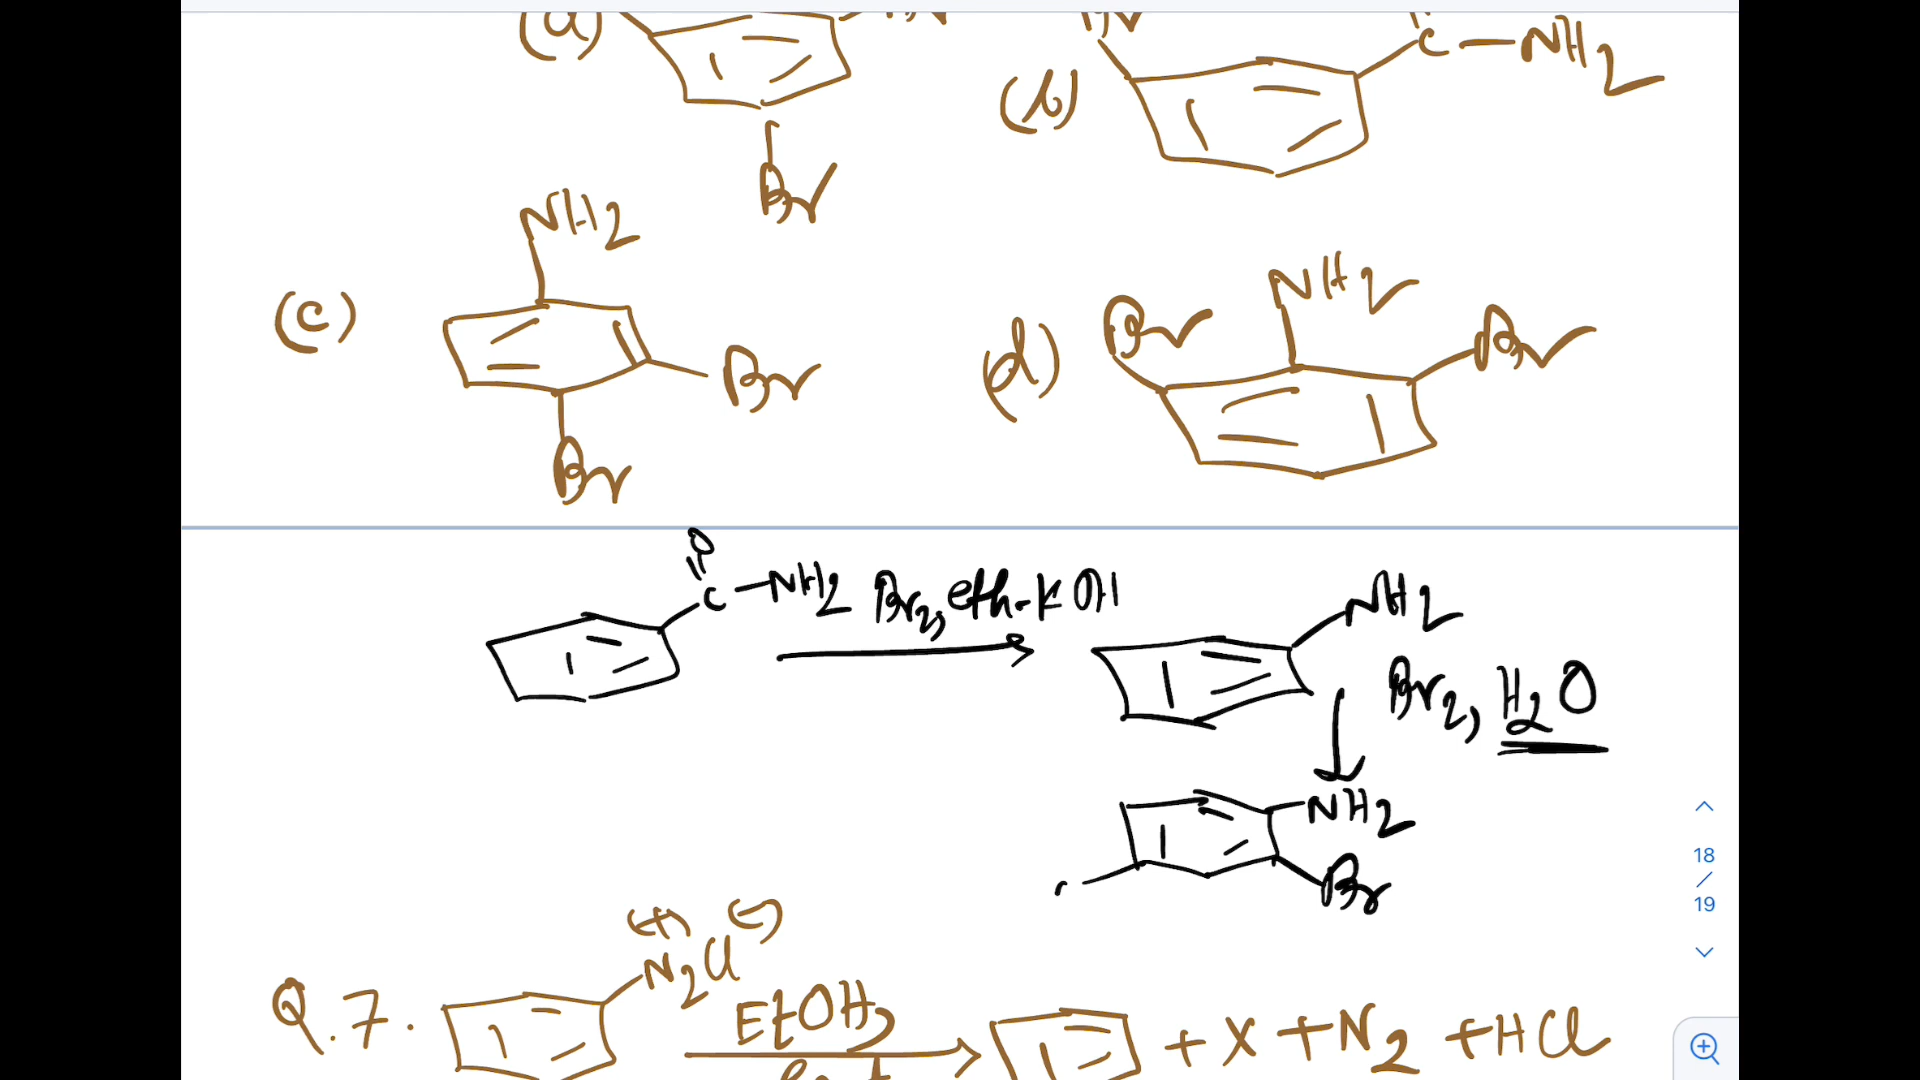 (a)
Br
(b)
C — NH2
NH2
(c)
Br
Br
(d)
Br
NH2
Br
O
C — NH2
Br2, eth-KOH
NH2
Br2, H2O
NH2
Br
(+) (-)
N2Cl
Q.7.
EtOH,
+ X + N2 + HCl
18
/
19